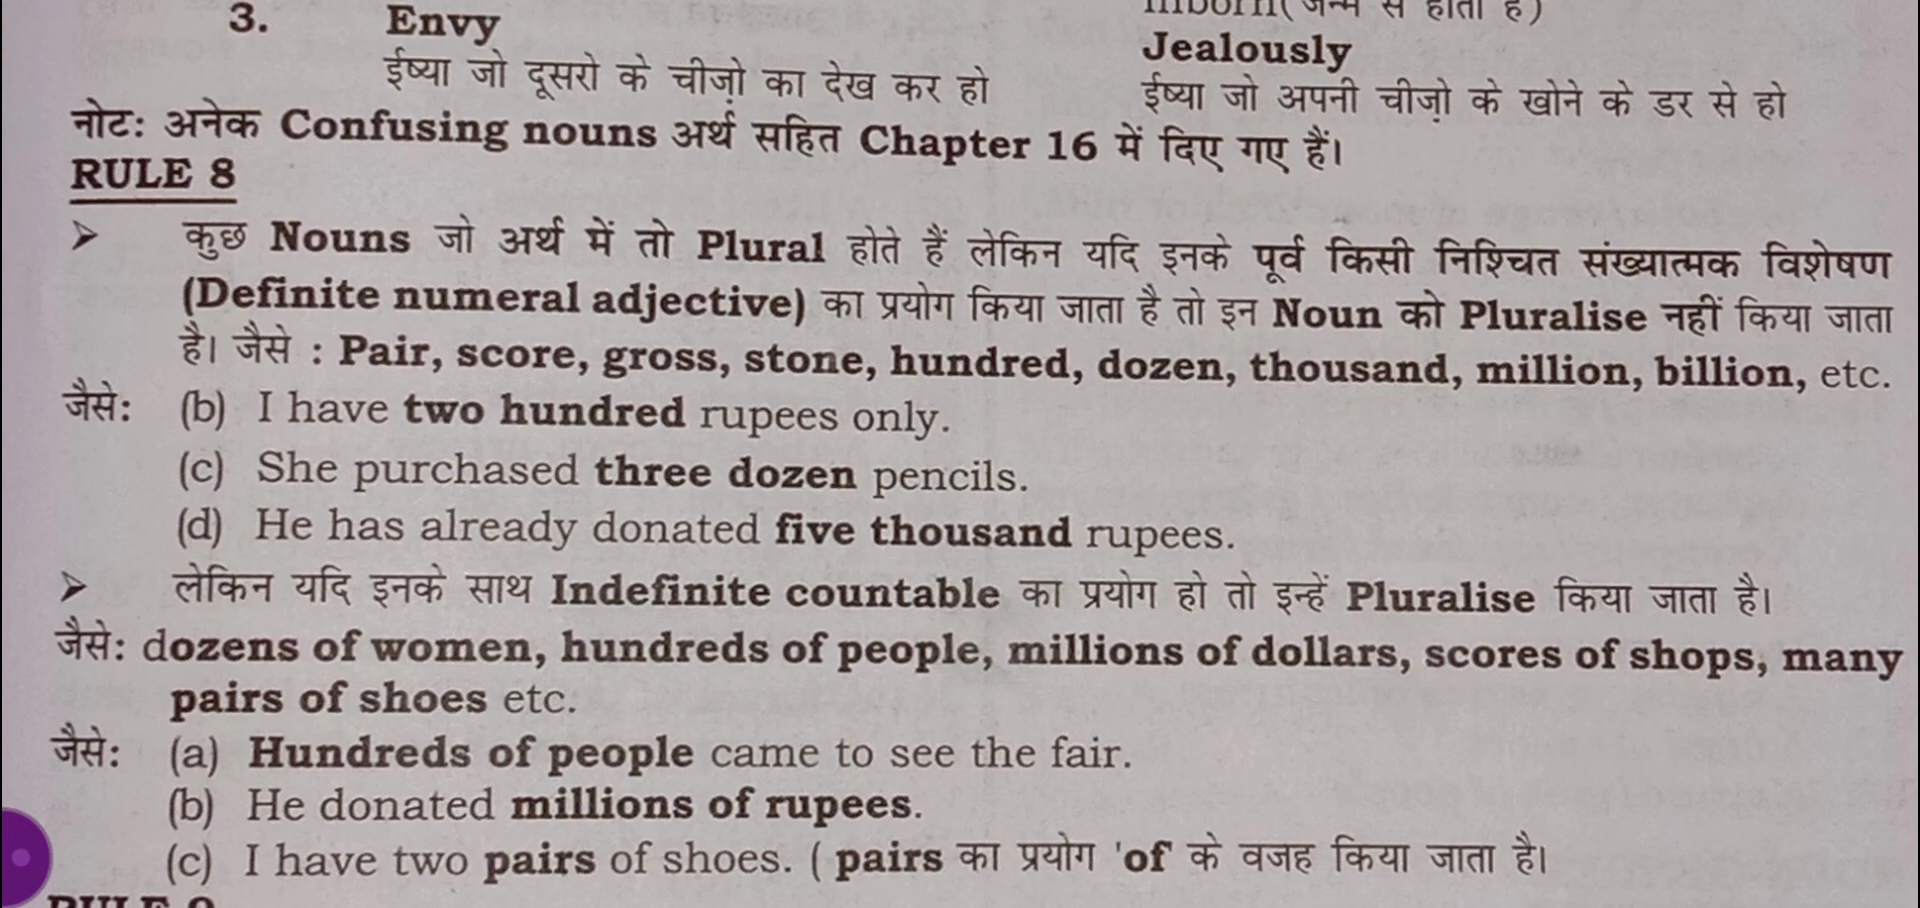 3. Envy
जन्म से होता है)
Jealously
ईष्या जो दूसरो के चीज़ो का देख कर हो
ईष्या जो अपनी चीज़ो के खोने के डर से हो
नोट: अनेक Confusing nouns अर्थ सहित Chapter 16 में दिए गए हैं।
RULE 8
➤ कुछ Nouns जो अर्थ में तो Plural होते हैं लेकिन यदि इनके पूर्व किसी निश्चित संख्यात्मक विशेषण
(Definite numeral adjective) का प्रयोग किया जाता है तो इन Noun को Pluralise नहीं किया जाता
है। जैसे : Pair, score, gross, stone, hundred, dozen, thousand, million, billion, etc.
जैसे: (b) I have two hundred rupees only.
(c) She purchased three dozen pencils.
(d) He has already donated five thousand rupees.
➤ लेकिन यदि इनके साथ Indefinite countable का प्रयोग हो तो इन्हें Pluralise किया जाता है।
जैसे: dozens of women, hundreds of people, millions of dollars, scores of shops, many
pairs of shoes etc.
जैसे: (a) Hundreds of people came to see the fair.
(b) He donated millions of rupees.
(c) I have two pairs of shoes. ( pairs का प्रयोग 'of' के वजह किया जाता है।